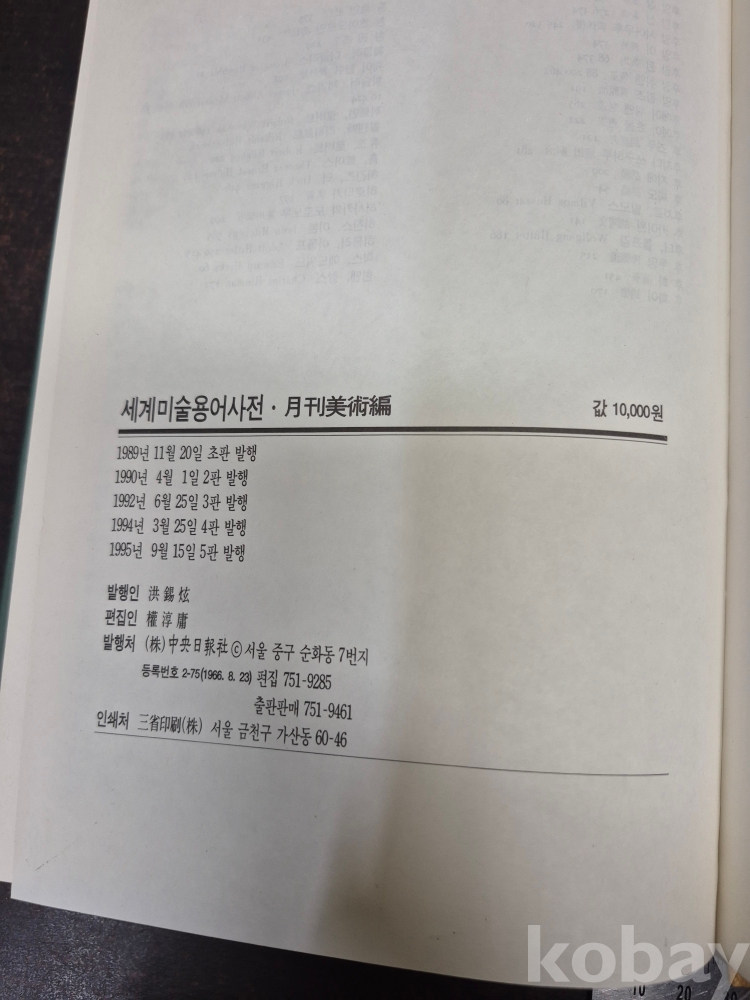 세계미술용어사전 · 月刊美術編 값 10,000원
1989년 11월 20일 초판 발행
1990년 4월 1일 2판 발행
1992년 6월 25일 3판 발행
1994년 3월 25일 4판 발행
1995년 9월 15일 5판 발행
발행인 洪錫炫
편집인 權淳庸
발행처 (株)中央日報社 ⓒ 서울 중구 순화동 7번지
등록번호 2-75(1966. 8. 23) 편집 751-9285
출판판매 751-9461
인쇄처 三省印刷(株) 서울 금천구 가산동 60-46
kobay
10 20